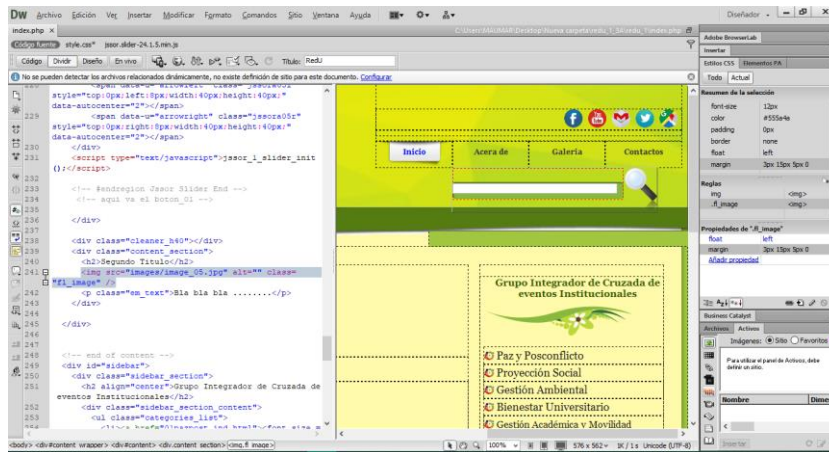 DW Archivo Edición Ver Insertar Modificar Formato Comandos Sitio Ventana Ayuda
Diseñador
index.php ×
Código fuente style.css* jssor.slider-24.1.5.min.js
Código Dividir Diseño En vivo Título: RedU
No se pueden detectar los archivos relacionados dinámicamente, no existe definición de sitio para este documento. Configurar
style="top:0px;left:8px;width:40px;height:40px;"
data-autocenter="2"></span>
229 <span data-u="arrowright" class="jssora05r"
style="top:0px;right:8px;width:40px;height:40px;"
data-autocenter="2"></span>
230 </div>
231 <script type="text/javascript">jssor_1_slider_init
();</script>
232
233 <!-- #endregion Jssor Slider End -->
234 <!-- aqui va el boton_01 -->
235
236 </div>
237
238 <div class="cleaner_h40"></div>
239 <div class="content_section">
240 <h2>Segundo Titulo</h2>
241 <img src="images/image_05.jpg" alt="" class=
"fl_image" />
242 <p class="em_text">Bla bla bla ........</p>
243 </div>
244
245 </div>
246
247
248 <!-- end of content -->
249 <div id="sidebar">
250 <div class="sidebar_section">
251 <h2 align="center">Grupo Integrador de Cruzada de
eventos Institucionales</h2>
252 <div class="sidebar_section_content">
253 <ul class="categories_list">
254
<body> <div#content_wrapper> <div#content> <div.content_section> <img.fl_image>
Inicio Acera de Galeria Contactos
Grupo Integrador de Cruzada de
eventos Institucionales
Paz y Posconflicto
Proyección Social
Gestión Ambiental
Bienestar Universitario
Gestión Académica y Movilidad
100% 576 x 562 1K / 1 s Unicode (UTF-8)
Adobe BrowserLab
Insertar
Estilos CSS Elementos PA
Todo Actual
Resumen de la selección
font-size 12px
color #555e4e
padding 0px
border none
float left
margin 3px 15px 5px 0
Reglas
img <img>
.fl_image <img>
Propiedades de ".fl_image"
float left
margin 3px 15px 5px 0
Añadir propiedad
Business Catalyst
Archivos Activos
Imágenes: Sitio Favoritos
Para utilizar el panel de Activos, debe
definir un sitio.
Nombre Dime
Insertar